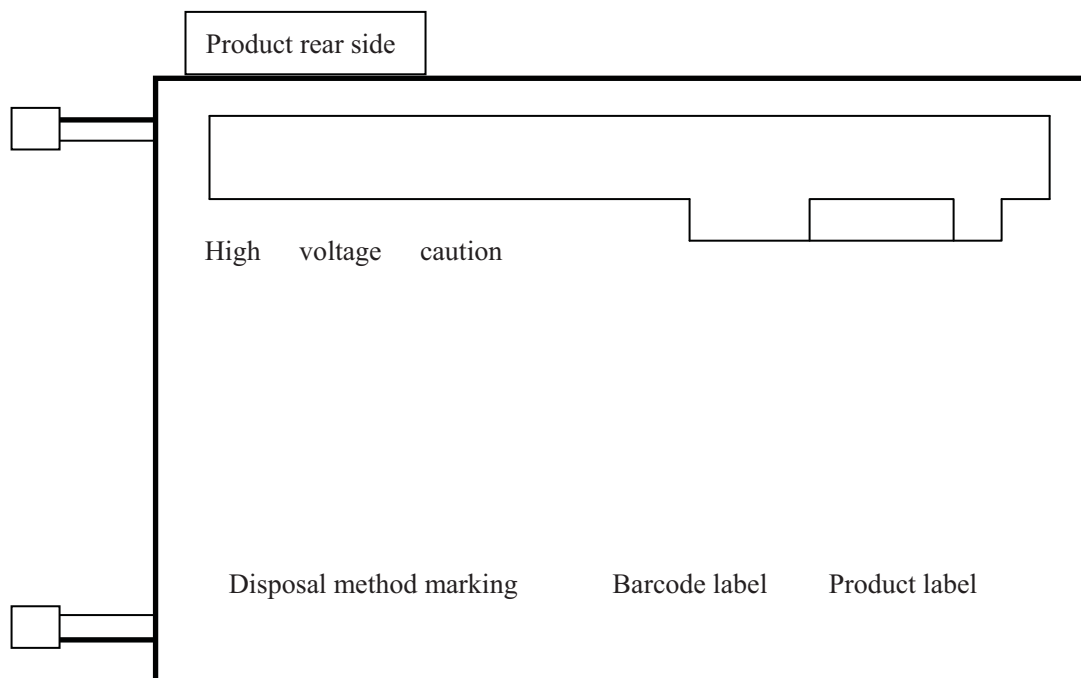 Product rear side
High voltage caution
Disposal method marking Barcode label Product label